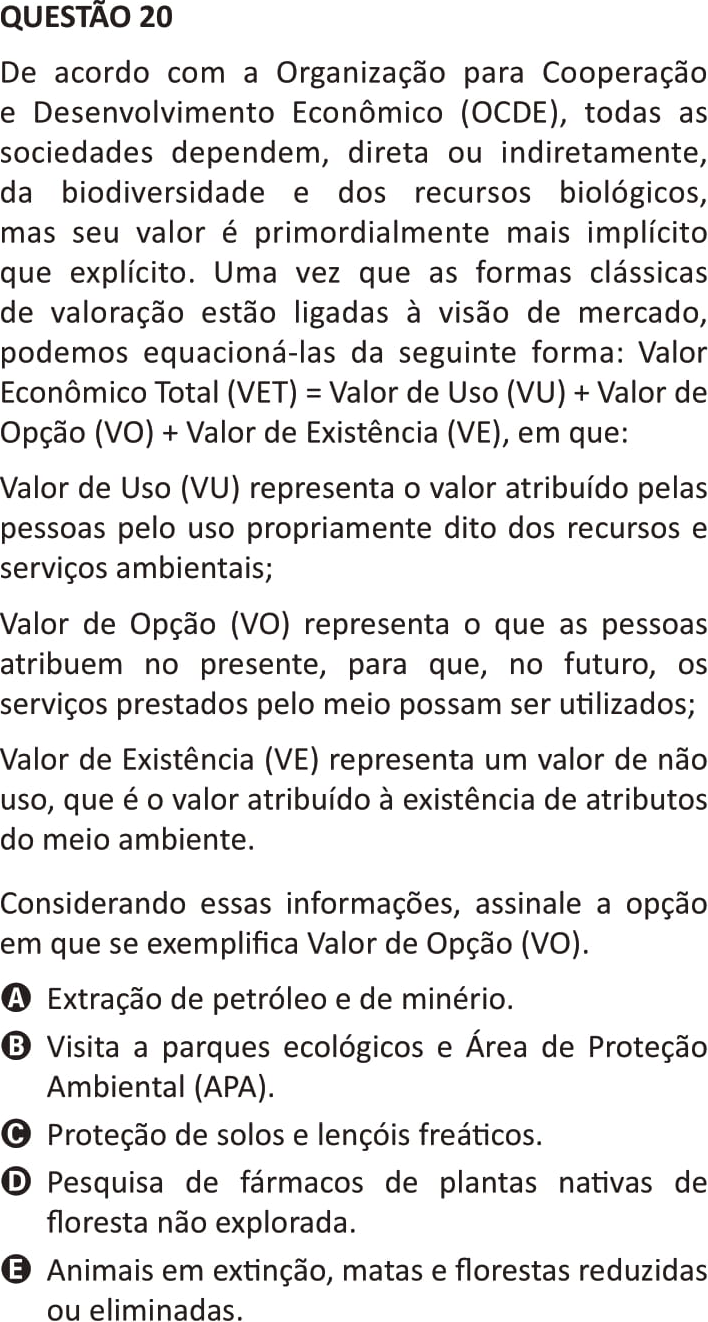 QUESTÃO 20
De acordo com a Organização para Cooperação
e Desenvolvimento Econômico (OCDE), todas as
sociedades dependem, direta ou indiretamente,
da biodiversidade e dos recursos biológicos,
mas seu valor é primordialmente mais implícito
que explícito. Uma vez que as formas clássicas
de valoração estão ligadas à visão de mercado,
podemos equacioná-las da seguinte forma: Valor
Econômico Total (VET) = Valor de Uso (VU) + Valor de
Opção (VO) + Valor de Existência (VE), em que:
Valor de Uso (VU) representa o valor atribuído pelas
pessoas pelo uso propriamente dito dos recursos e
serviços ambientais;
Valor de Opção (VO) representa o que as pessoas
atribuem no presente, para que, no futuro, os
serviços prestados pelo meio possam ser utilizados;
Valor de Existência (VE) representa um valor de não
uso, que é o valor atribuído à existência de atributos
do meio ambiente.
Considerando essas informações, assinale a opção
em que se exemplifica Valor de Opção (VO).
A Extração de petróleo e de minério.
B Visita a parques ecológicos e Área de Proteção
Ambiental (APA).
C Proteção de solos e lençóis freáticos.
D Pesquisa de fármacos de plantas nativas de
floresta não explorada.
E Animais em extinção, matas e florestas reduzidas
ou eliminadas.